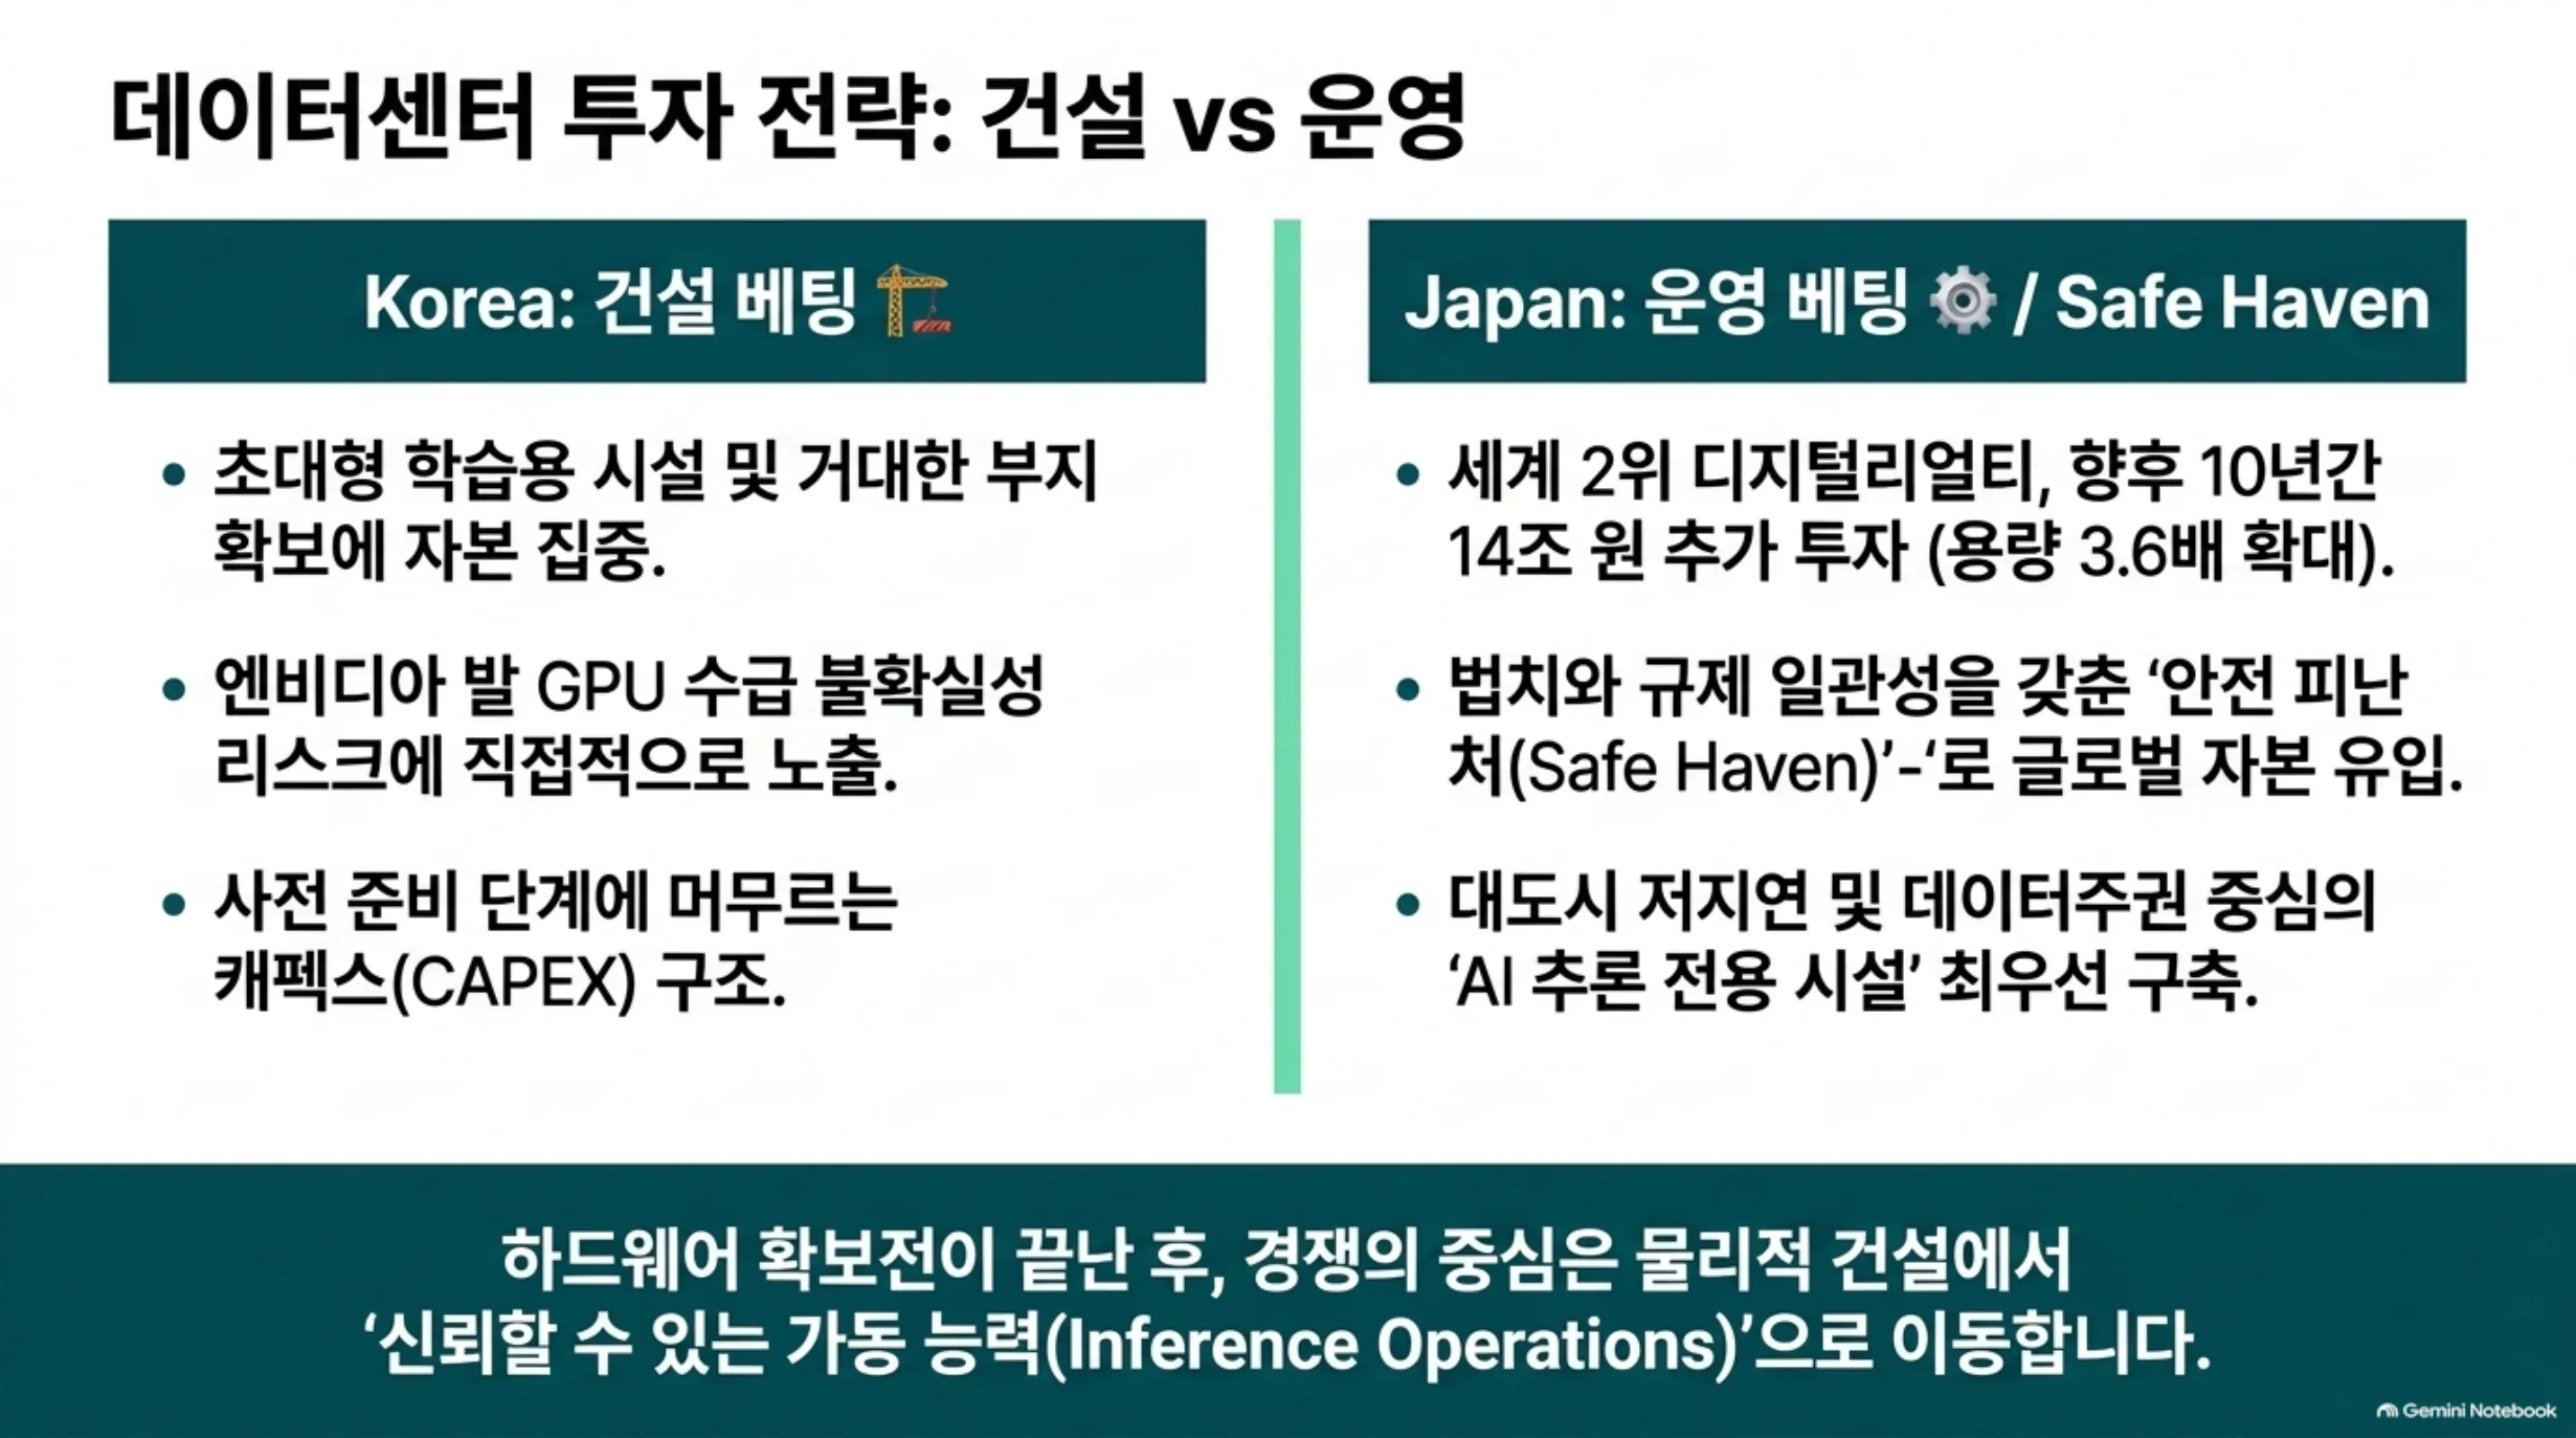 데이터센터 투자 전략: 건설 vs 운영
Korea: 건설 베팅 🏗️
• 초대형 학습용 시설 및 거대한 부지
확보에 자본 집중.
• 엔비디아 발 GPU 수급 불확실성
리스크에 직접적으로 노출.
• 사전 준비 단계에 머무르는
캐펙스(CAPEX) 구조.
Japan: 운영 베팅 ⚙️ / Safe Haven
• 세계 2위 디지털리얼티, 향후 10년간
14조 원 추가 투자 (용량 3.6배 확대).
• 법치와 규제 일관성을 갖춘 ‘안전 피난
처(Safe Haven)’-‘로 글로벌 자본 유입.
• 대도시 저지연 및 데이터주권 중심의
‘AI 추론 전용 시설’ 최우선 구축.
하드웨어 확보전이 끝난 후, 경쟁의 중심은 물리적 건설에서
‘신뢰할 수 있는 가동 능력(Inference Operations)’으로 이동합니다.
Gemini Notebook